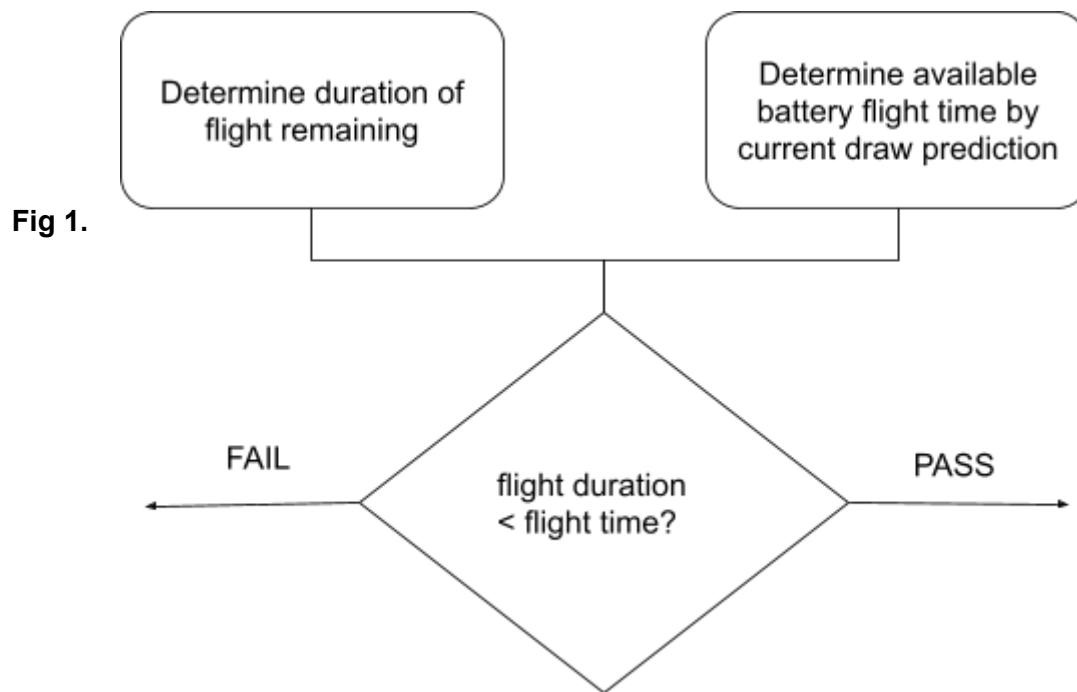 Determine duration of
flight remaining
Determine available
battery flight time by
current draw prediction
Fig 1.
FAIL
PASS
flight duration
< flight time?